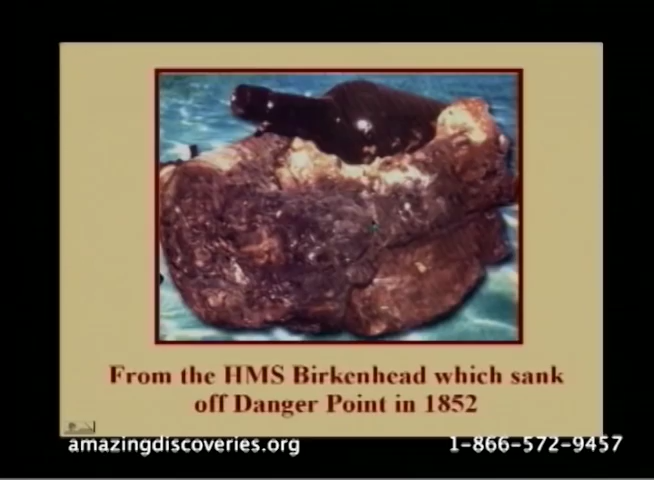 From the HMS Birkenhead which sank
off Danger Point in 1852
amazingdiscoveries.org
1-866-572-9457